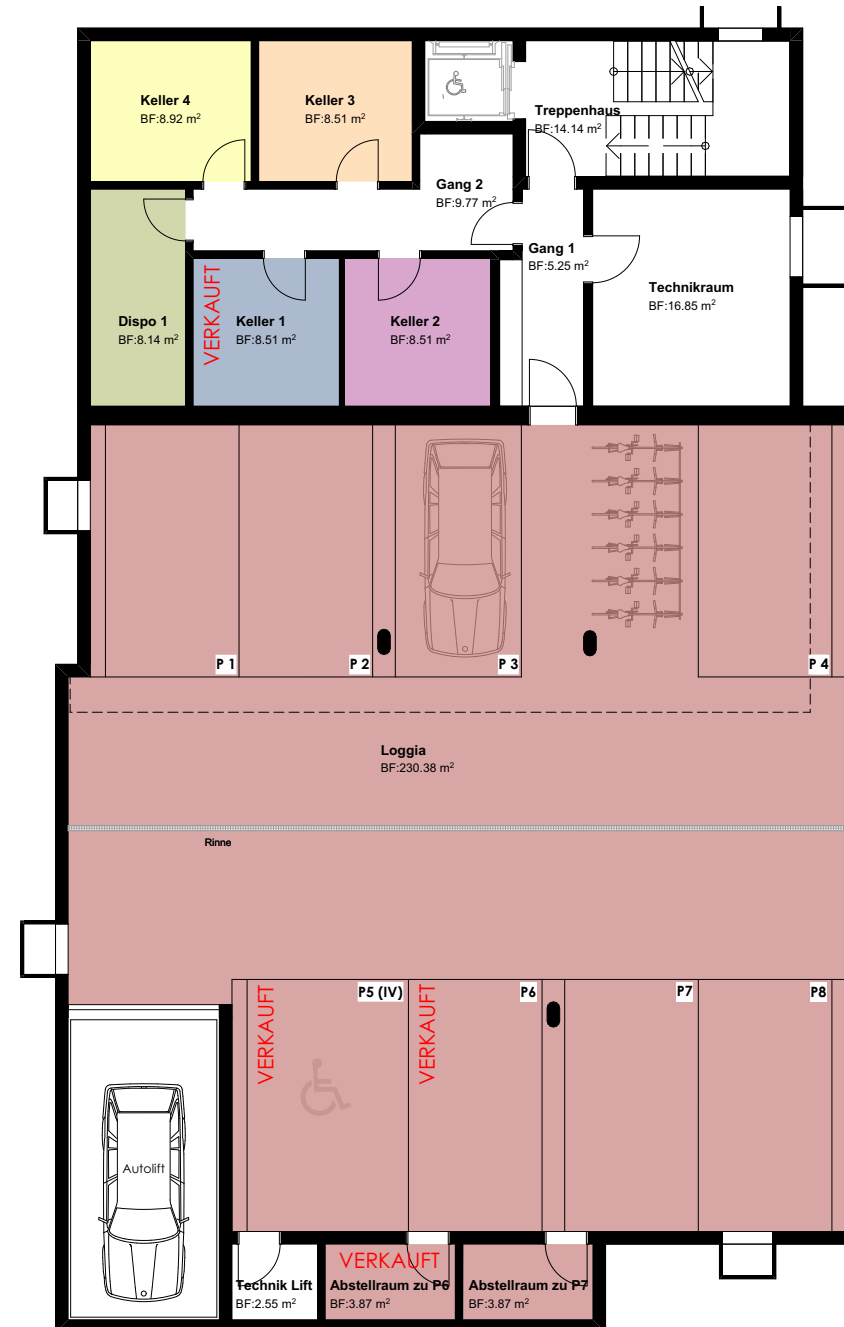 Keller 4
BF:8.92 m²
Keller 3
BF:8.51 m²
Treppenhaus
BF:14.14 m²
Gang 2
BF:9.77 m²
Gang 1
BF:5.25 m²
Technikraum
BF:16.85 m²
Dispo 1
BF:8.14 m²
VERKAUFT
Keller 1
BF:8.51 m²
Keller 2
BF:8.51 m²
P 1
P 2
P 3
P 4
Loggia
BF:230.38 m²
Rinne
P5 (IV)
P6
P7
P8
VERKAUFT
VERKAUFT
Autolift
VERKAUFT
Technik Lift
BF:2.55 m²
Abstellraum zu P6
BF:3.87 m²
Abstellraum zu P7
BF:3.87 m²